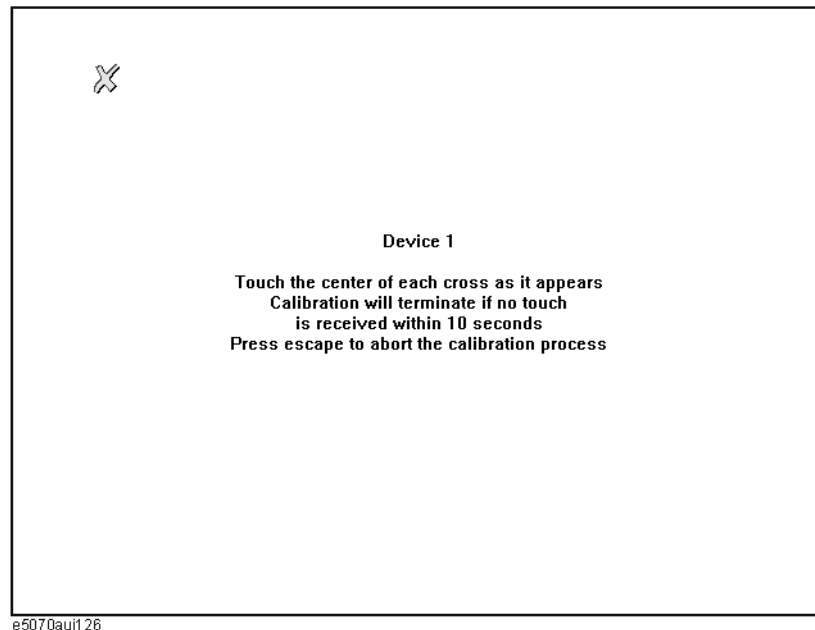 Device 1
Touch the center of each cross as it appears
Calibration will terminate if no touch
is received within 10 seconds
Press escape to abort the calibration process
e5070auj126